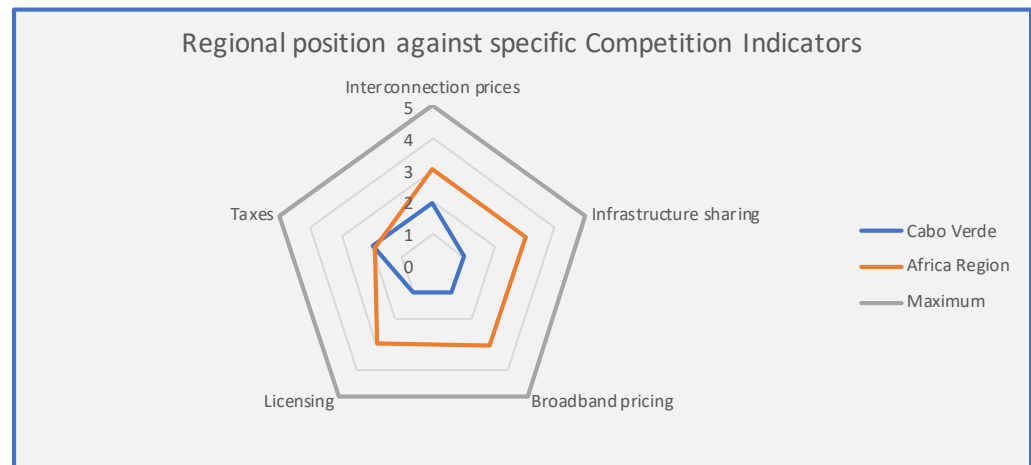 Regional position against specific Competition Indicators
Interconnection prices
5
4
3
2
1
0
Taxes
Infrastructure sharing
Licensing
Broadband pricing
Cabo Verde
Africa Region
Maximum